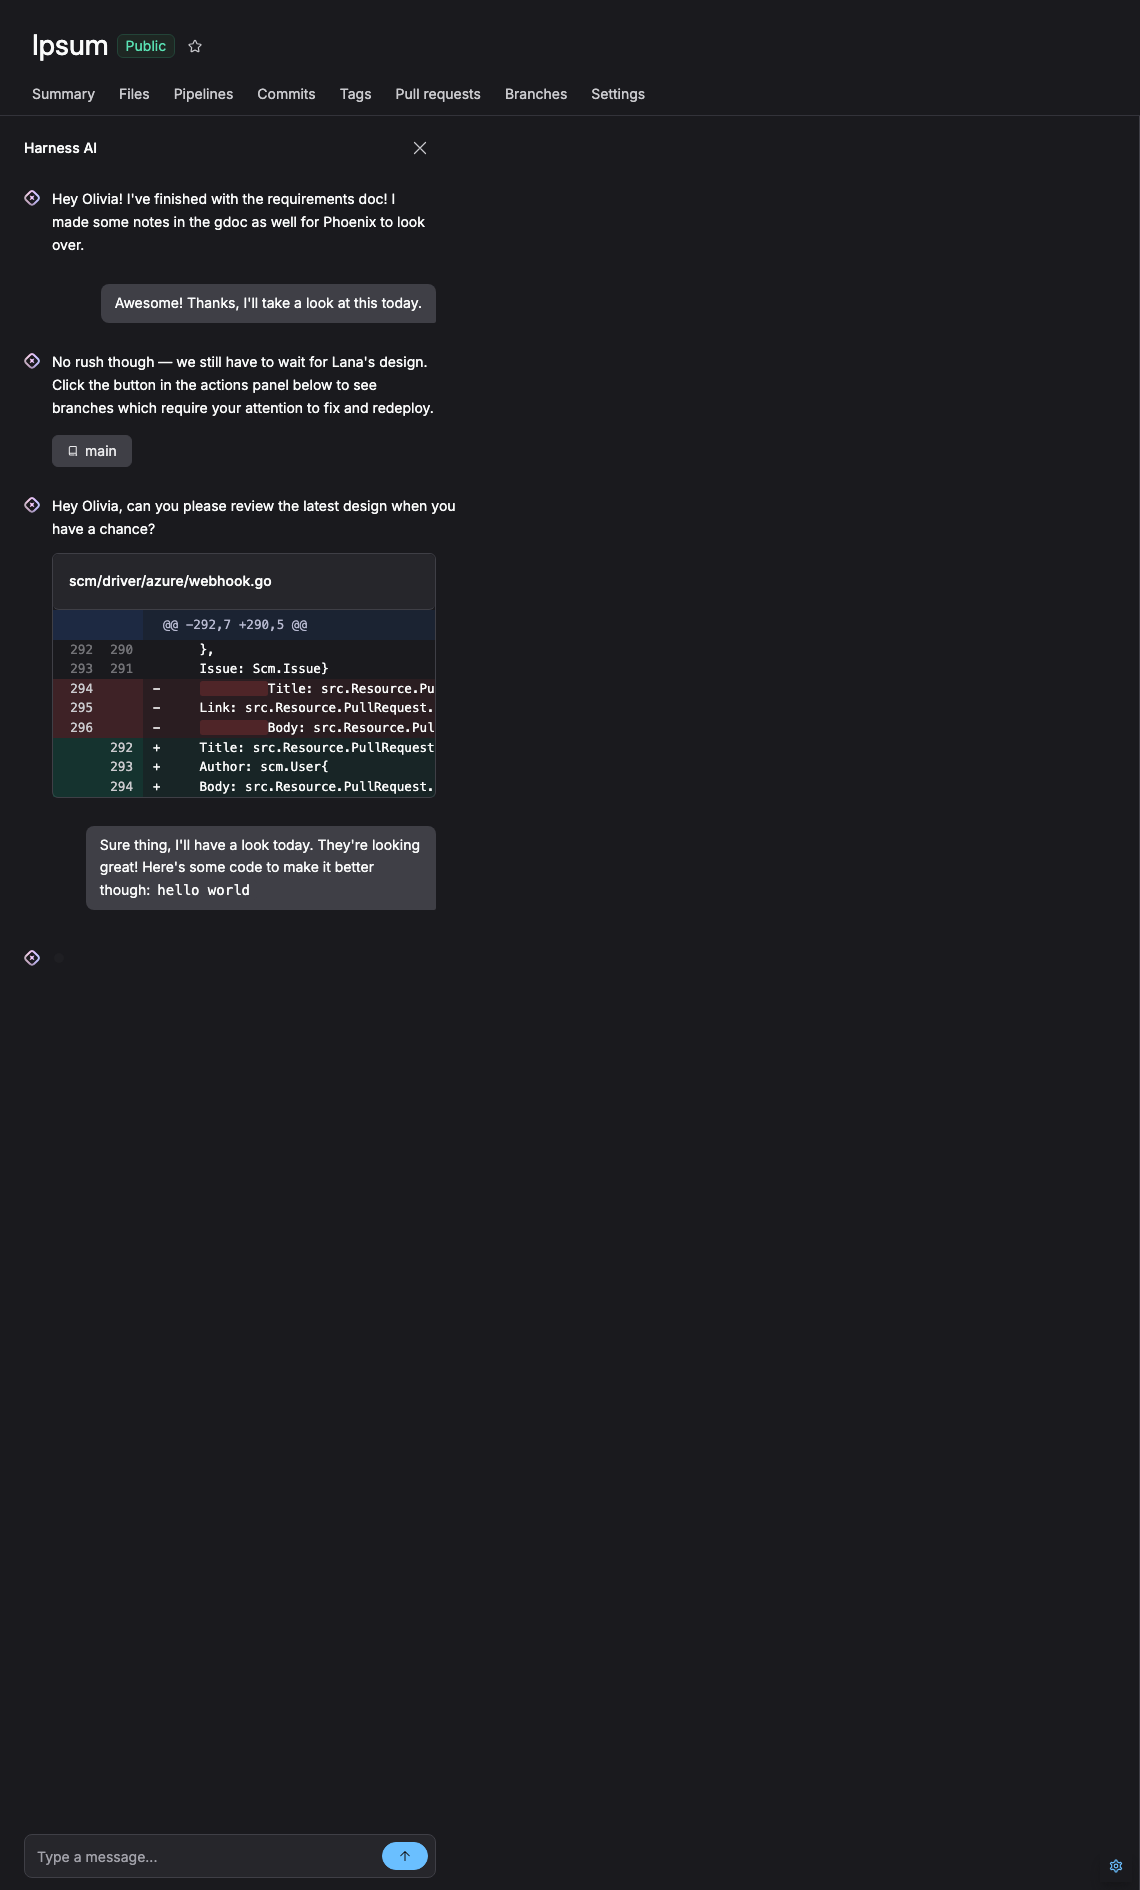 Ipsum Public
Summary Files Pipelines Commits Tags Pull requests Branches Settings
Harness AI
Hey Olivia! I've finished with the requirements doc! I
made some notes in the gdoc as well for Phoenix to look
over.
Awesome! Thanks, I'll take a look at this today.
No rush though — we still have to wait for Lana's design.
Click the button in the actions panel below to see
branches which require your attention to fix and redeploy.
main
Hey Olivia, can you please review the latest design when you
have a chance?
scm/driver/azure/webhook.go
@@ -292,7 +290,5 @@
292 290 },
293 291 Issue: Scm.Issue}
294 - Title: src.Resource.Pu
295 - Link: src.Resource.PullRequest.
296 - Body: src.Resource.Pul
292 + Title: src.Resource.PullRequest
293 + Author: scm.User{
294 + Body: src.Resource.PullRequest.
Sure thing, I'll have a look today. They're looking
great! Here's some code to make it better
though: hello world
Type a message...